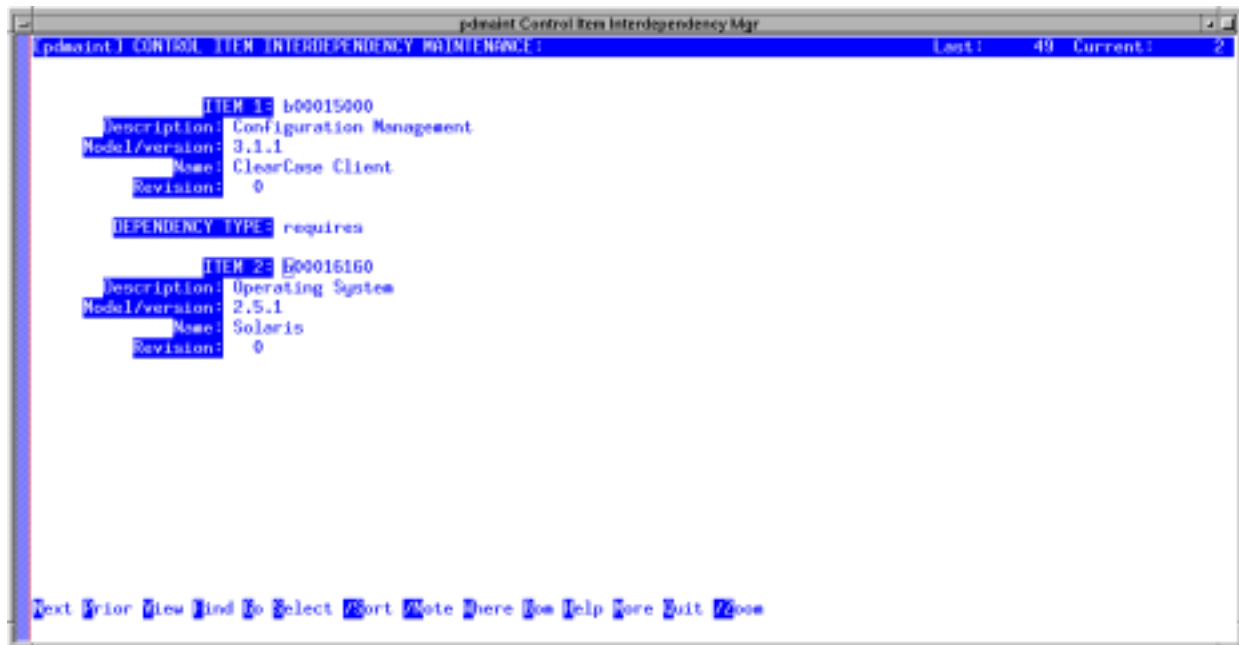 pdmaint Control Item Interdependency Mgr
[pdmaint] CONTROL ITEM INTERDEPENDENCY MAINTENANCE: Last: 49 Current: 2
ITEM 1: b00015000
Description: Configuration Management
Model/version: 3.1.1
Name: ClearCase Client
Revision: 0
DEPENDENCY TYPE: requires
ITEM 2: b00016160
Description: Operating System
Model/version: 2.5.1
Name: Solaris
Revision: 0
Next Prior View Find Go Select /Sort /Note Where Dom Help More Quit /Zoom